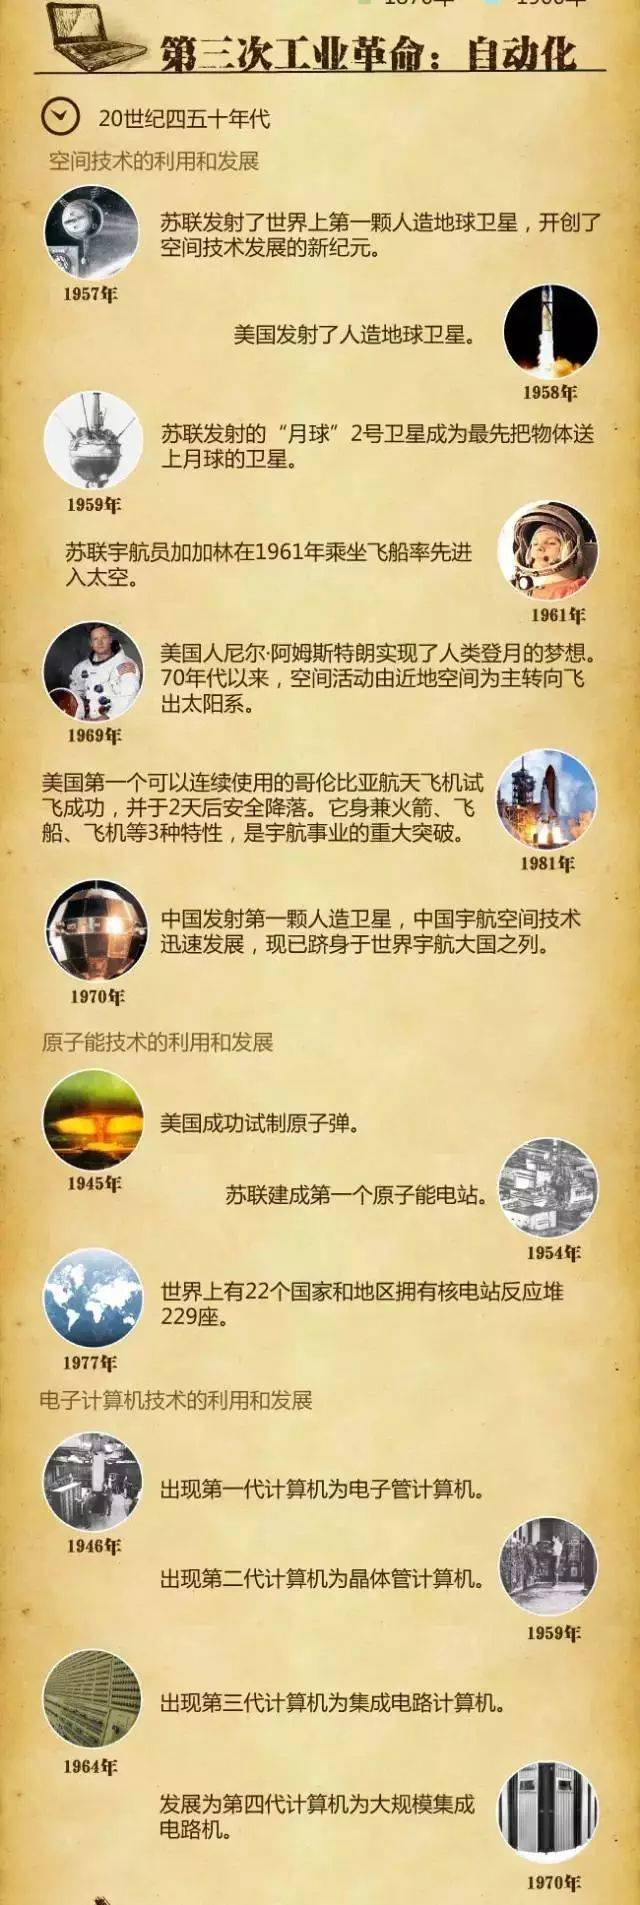 第三次工业革命：自动化
20世纪四五十年代
空间技术的利用和发展
苏联发射了世界上第一颗人造地球卫星，开创了
空间技术发展的新纪元。
1957年
美国发射了人造地球卫星。
1958年
苏联发射的“月球”2号卫星成为最先把物体送
上月球的卫星。
1959年
苏联宇航员加加林在1961年乘坐飞船率先进
入太空。
1961年
美国人尼尔·阿姆斯特朗实现了人类登月的梦想。
70年代以来，空间活动由近地空间为主转向飞
出太阳系。
1969年
美国第一个可以连续使用的哥伦比亚航天飞机试
飞成功，并于2天后安全降落。它身兼火箭、飞
船、飞机等3种特性，是宇航事业的重大突破。
1981年
中国发射第一颗人造卫星，中国宇航空间技术
迅速发展，现已跻身于世界宇航大国之列。
1970年
原子能技术的利用和发展
美国成功试制原子弹。
1945年
苏联建成第一个原子能电站。
1954年
世界上有22个国家和地区拥有核电站反应堆
229座。
1977年
电子计算机技术的利用和发展
出现第一代计算机为电子管计算机。
1946年
出现第二代计算机为晶体管计算机。
1959年
出现第三代计算机为集成电路计算机。
1964年
发展为第四代计算机为大规模集成
电路机。
1970年